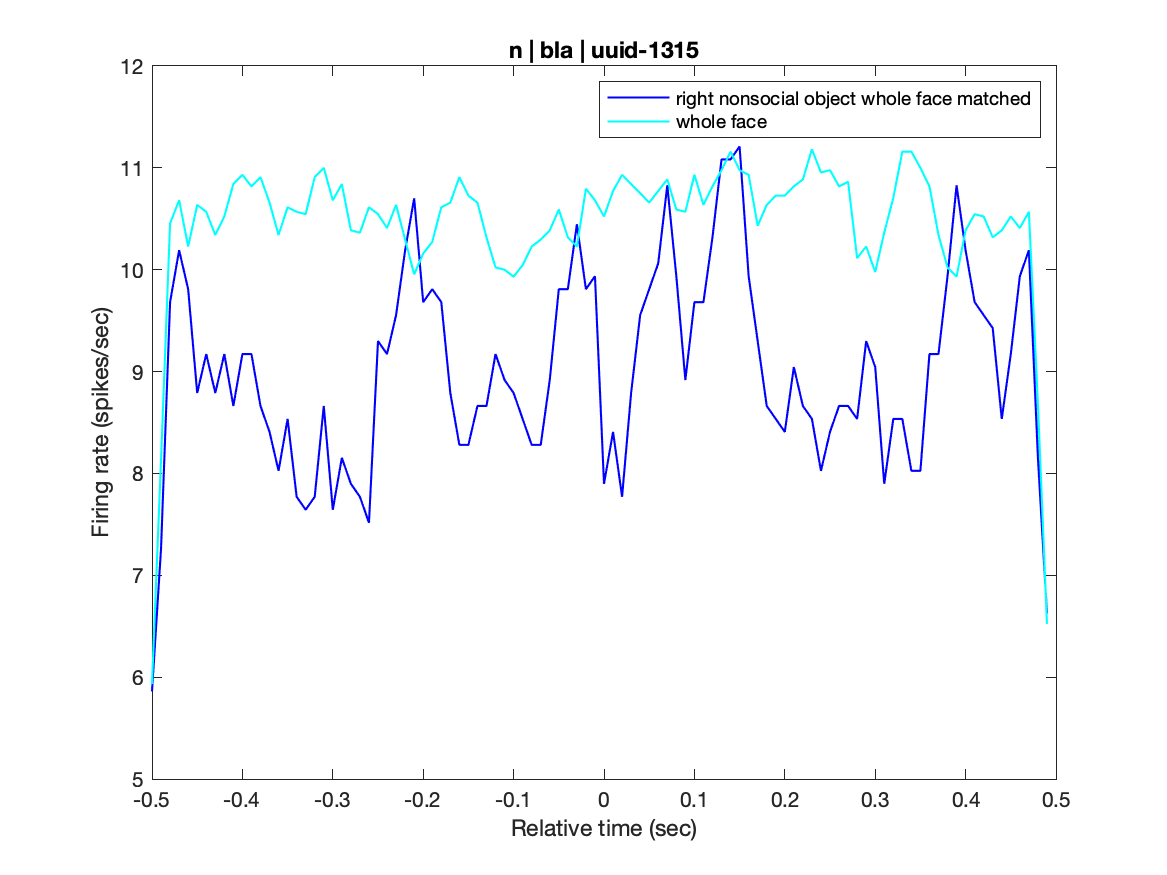 n | bla | uuid-1315
12
right nonsocial object whole face matched
whole face
11
10
9
8
7
6
5
Firing rate (spikes/sec)
-0.5 -0.4 -0.3 -0.2 -0.1 0 0.1 0.2 0.3 0.4 0.5
Relative time (sec)